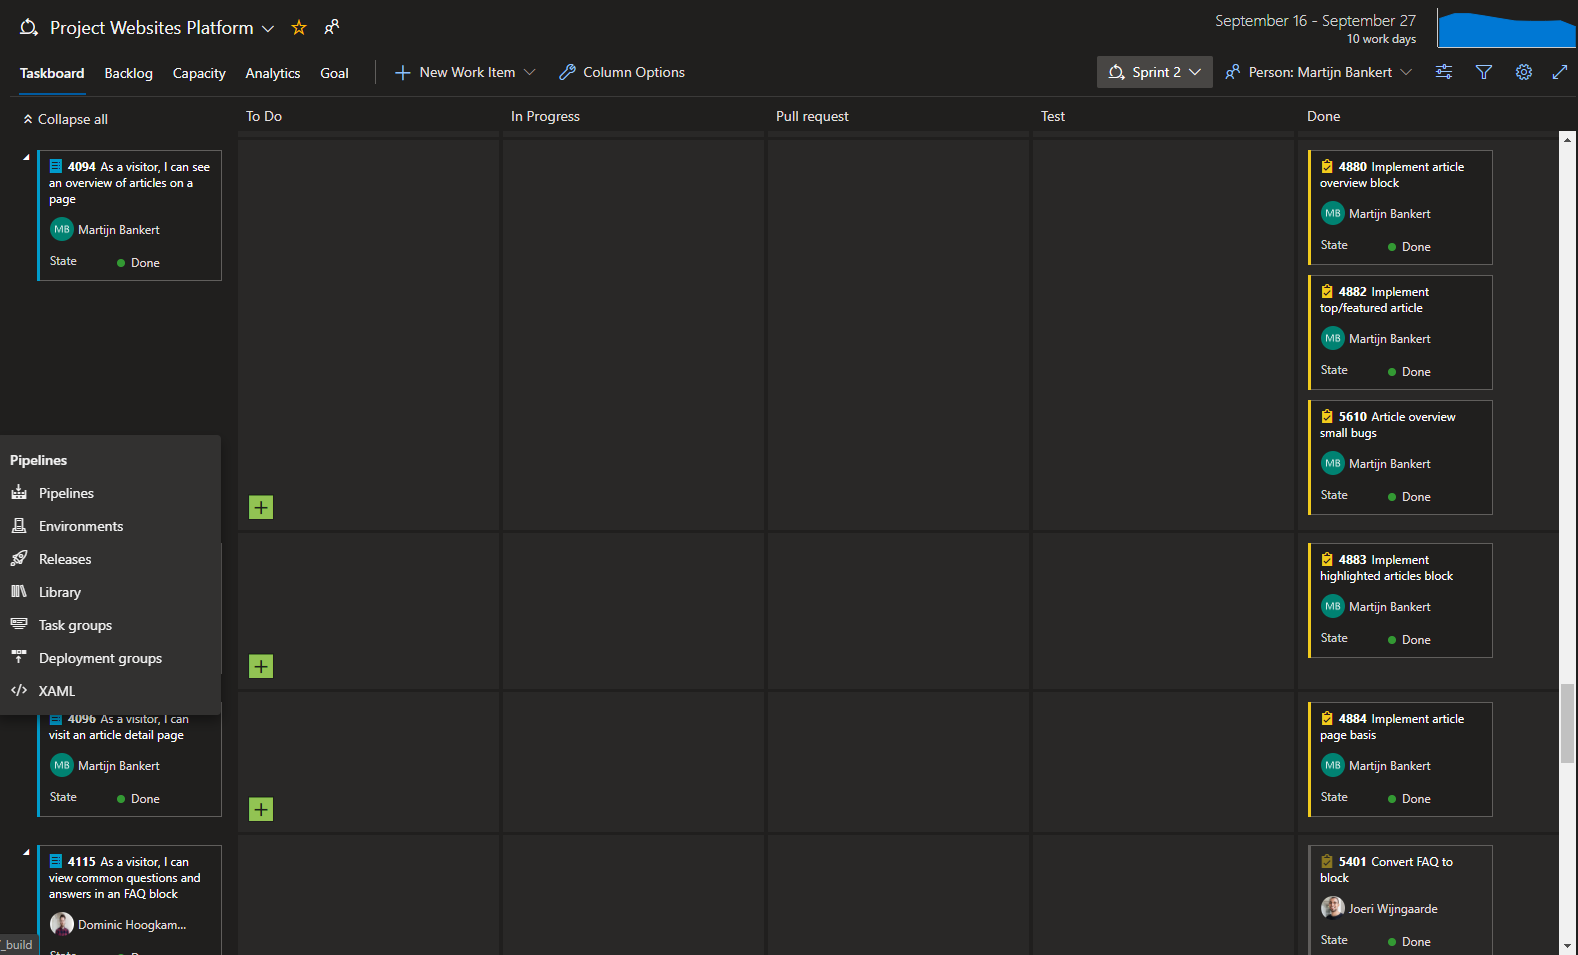 Project Websites Platform
September 16 - September 27
10 work days
Taskboard Backlog Capacity Analytics Goal New Work Item Column Options Sprint 2 Person: Martijn Bankert
Collapse all
To Do In Progress Pull request Test Done
4094 As a visitor, I can see
an overview of articles on a
page
Martijn Bankert
MB
State Done
4880 Implement article
overview block
MB Martijn Bankert
State Done
4882 Implement
top/featured article
MB Martijn Bankert
State Done
5610 Article overview
small bugs
MB Martijn Bankert
State Done
Pipelines
Pipelines
Environments
Releases
Library
Task groups
Deployment groups
XAML
4883 Implement
highlighted articles block
MB Martijn Bankert
State Done
4096 As a visitor, I can
visit an article detail page
MB Martijn Bankert
State Done
4884 Implement article
page basis
MB Martijn Bankert
State Done
4115 As a visitor, I can
view common questions and
answers in an FAQ block
Dominic Hoogkam...
State D
5401 Convert FAQ to
block
Joeri Wijngaarde
State Done
_build